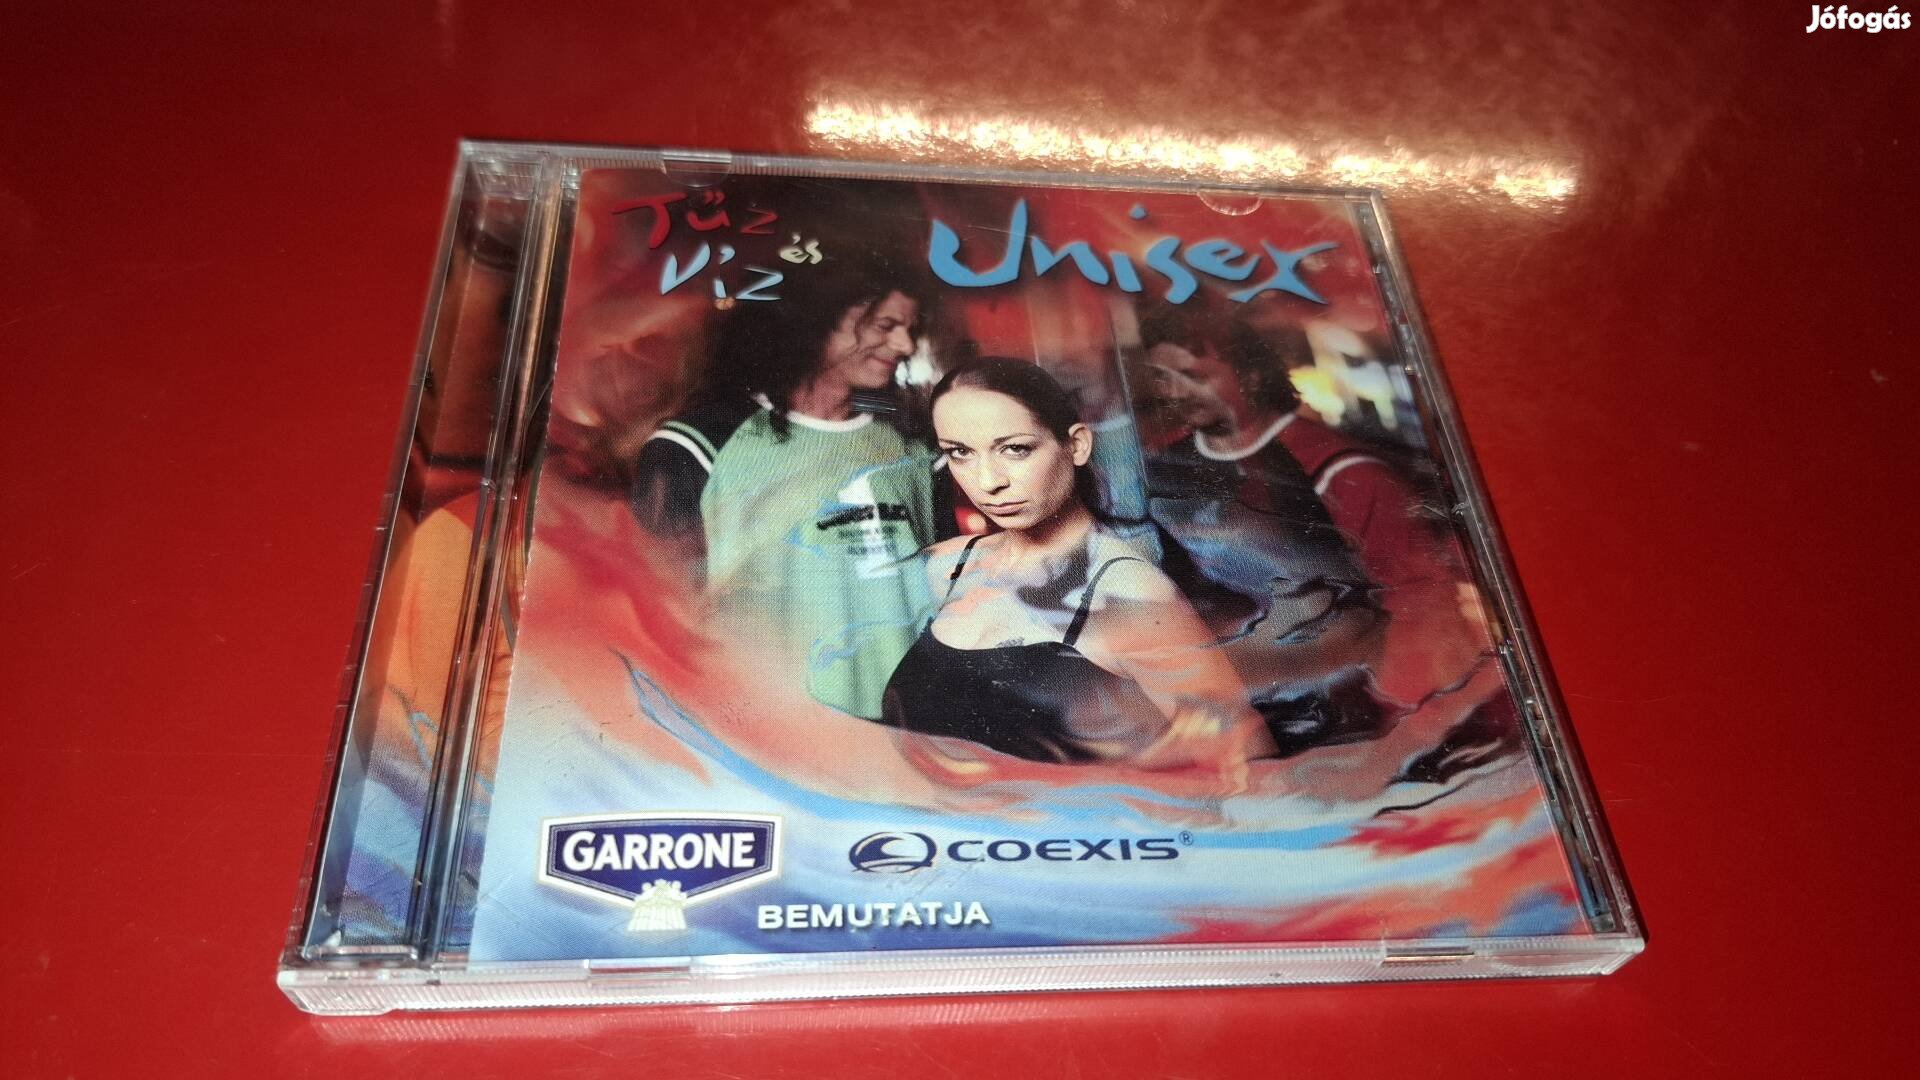 Jófogás
Tűz és Víz
Unisex
GARRONE
COEXIS®
BEMUTATJA